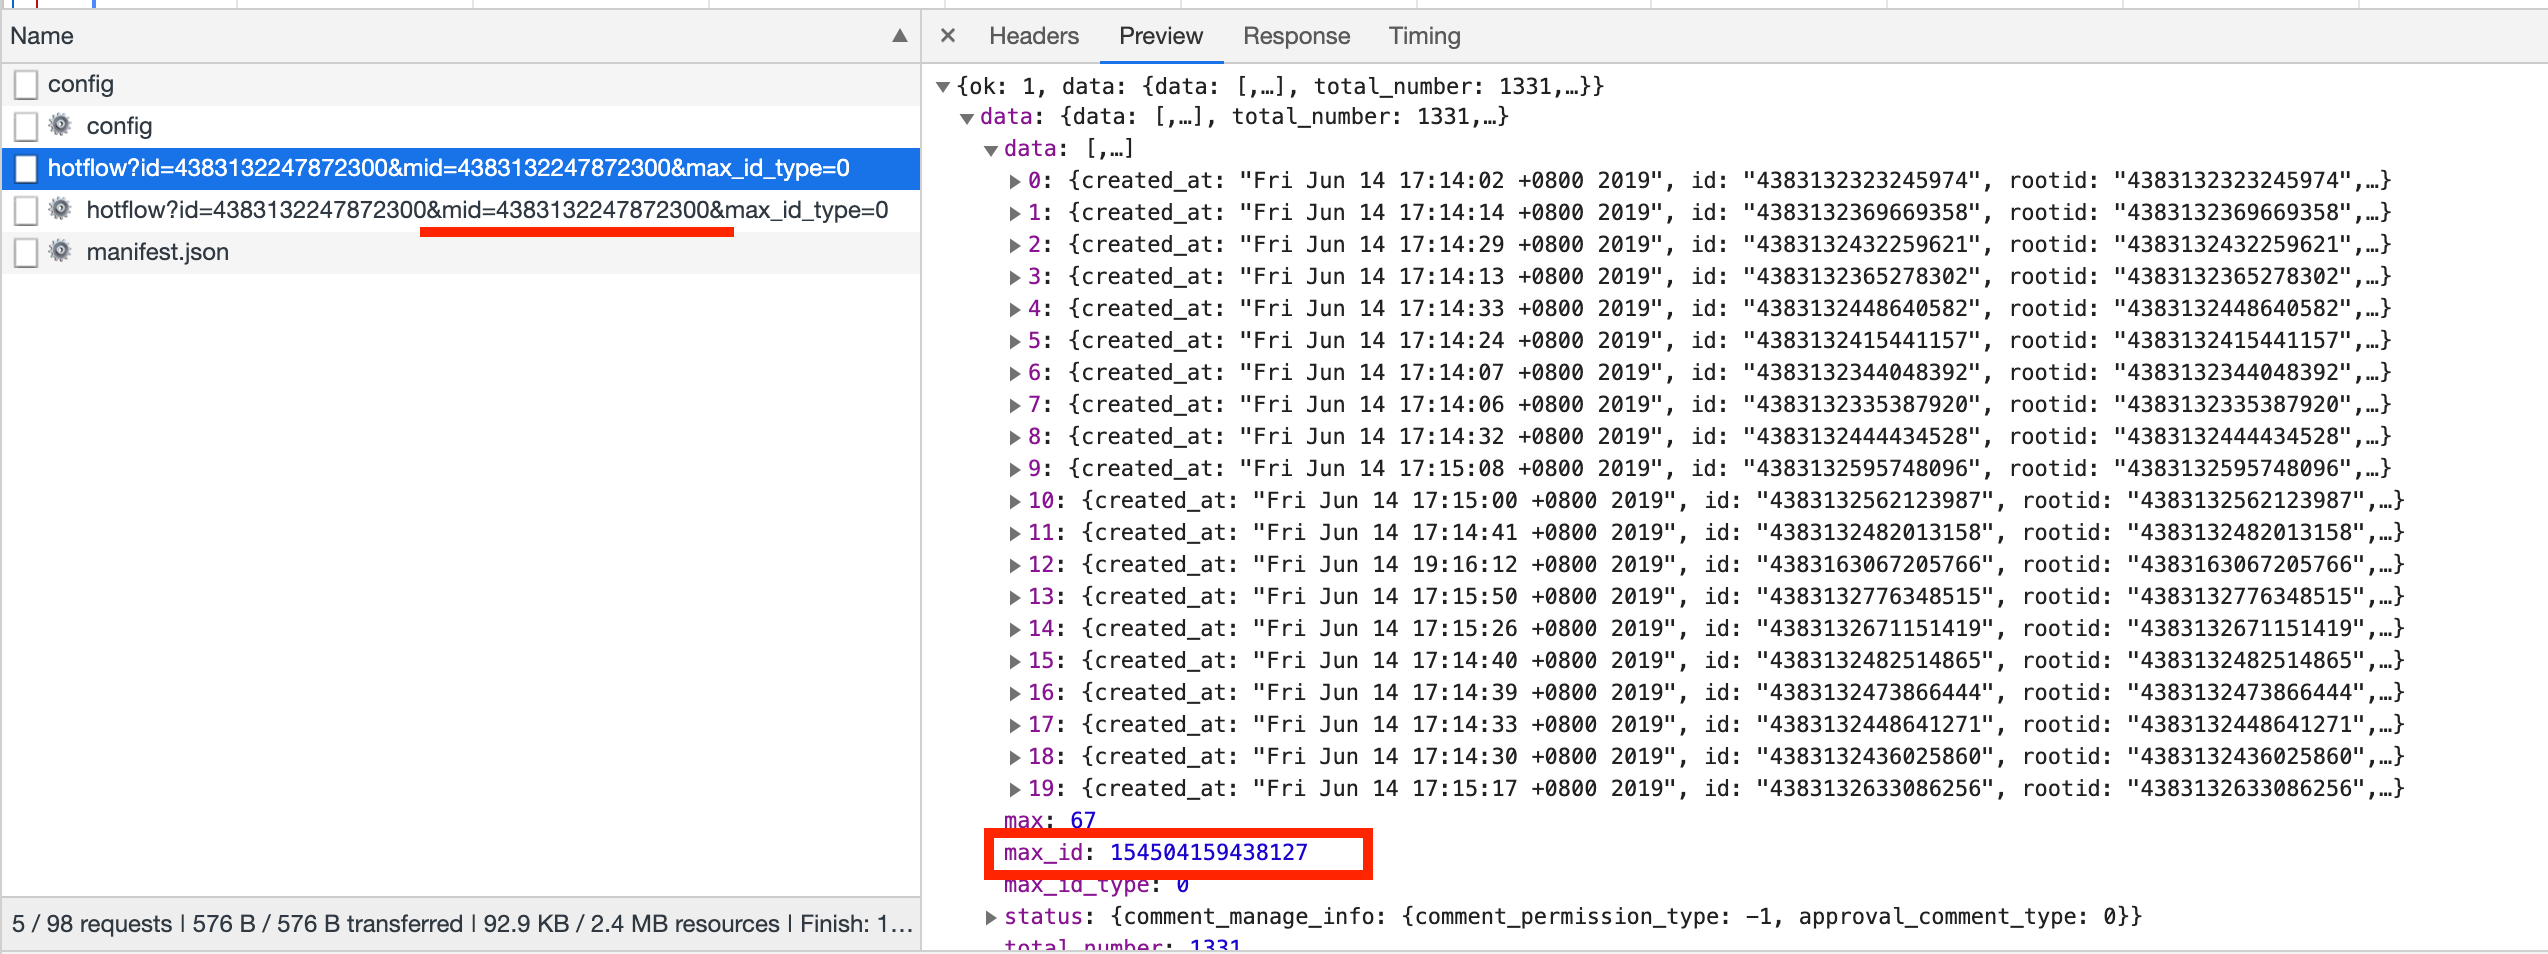 Name
config
config
hotflow?id=4383132247872300&mid=4383132247872300&max_id_type=0
hotflow?id=4383132247872300&mid=4383132247872300&max_id_type=0
manifest.json
5 / 98 requests | 576 B / 576 B transferred | 92.9 KB / 2.4 MB resources | Finish: 1…
× Headers Preview Response Timing
▼{ok: 1, data: {data: [,…], total_number: 1331,…}}
▼data: {data: [,…], total_number: 1331,…}
▼data: [,…]
▶0: {created_at: "Fri Jun 14 17:14:02 +0800 2019", id: "4383132323245974", rootid: "4383132323245974",…}
▶1: {created_at: "Fri Jun 14 17:14:14 +0800 2019", id: "4383132369669358", rootid: "4383132369669358",…}
▶2: {created_at: "Fri Jun 14 17:14:29 +0800 2019", id: "4383132432259621", rootid: "4383132432259621",…}
▶3: {created_at: "Fri Jun 14 17:14:13 +0800 2019", id: "4383132365278302", rootid: "4383132365278302",…}
▶4: {created_at: "Fri Jun 14 17:14:33 +0800 2019", id: "4383132448640582", rootid: "4383132448640582",…}
▶5: {created_at: "Fri Jun 14 17:14:24 +0800 2019", id: "4383132415441157", rootid: "4383132415441157",…}
▶6: {created_at: "Fri Jun 14 17:14:07 +0800 2019", id: "4383132344048392", rootid: "4383132344048392",…}
▶7: {created_at: "Fri Jun 14 17:14:06 +0800 2019", id: "4383132335387920", rootid: "4383132335387920",…}
▶8: {created_at: "Fri Jun 14 17:14:32 +0800 2019", id: "4383132444434528", rootid: "4383132444434528",…}
▶9: {created_at: "Fri Jun 14 17:15:08 +0800 2019", id: "4383132595748096", rootid: "4383132595748096",…}
▶10: {created_at: "Fri Jun 14 17:15:00 +0800 2019", id: "4383132562123987", rootid: "4383132562123987",…}
▶11: {created_at: "Fri Jun 14 17:14:41 +0800 2019", id: "4383132482013158", rootid: "4383132482013158",…}
▶12: {created_at: "Fri Jun 14 19:16:12 +0800 2019", id: "4383163067205766", rootid: "4383163067205766",…}
▶13: {created_at: "Fri Jun 14 17:15:50 +0800 2019", id: "4383132776348515", rootid: "4383132776348515",…}
▶14: {created_at: "Fri Jun 14 17:15:26 +0800 2019", id: "4383132671151419", rootid: "4383132671151419",…}
▶15: {created_at: "Fri Jun 14 17:14:40 +0800 2019", id: "4383132482514865", rootid: "4383132482514865",…}
▶16: {created_at: "Fri Jun 14 17:14:39 +0800 2019", id: "4383132473866444", rootid: "4383132473866444",…}
▶17: {created_at: "Fri Jun 14 17:14:33 +0800 2019", id: "4383132448641271", rootid: "4383132448641271",…}
▶18: {created_at: "Fri Jun 14 17:14:30 +0800 2019", id: "4383132436025860", rootid: "4383132436025860",…}
▶19: {created_at: "Fri Jun 14 17:15:17 +0800 2019", id: "4383132633086256", rootid: "4383132633086256",…}
max: 67
max_id: 154504159438127
max_id_type: 0
▶status: {comment_manage_info: {comment_permission_type: -1, approval_comment_type: 0}}
total_number: 1331